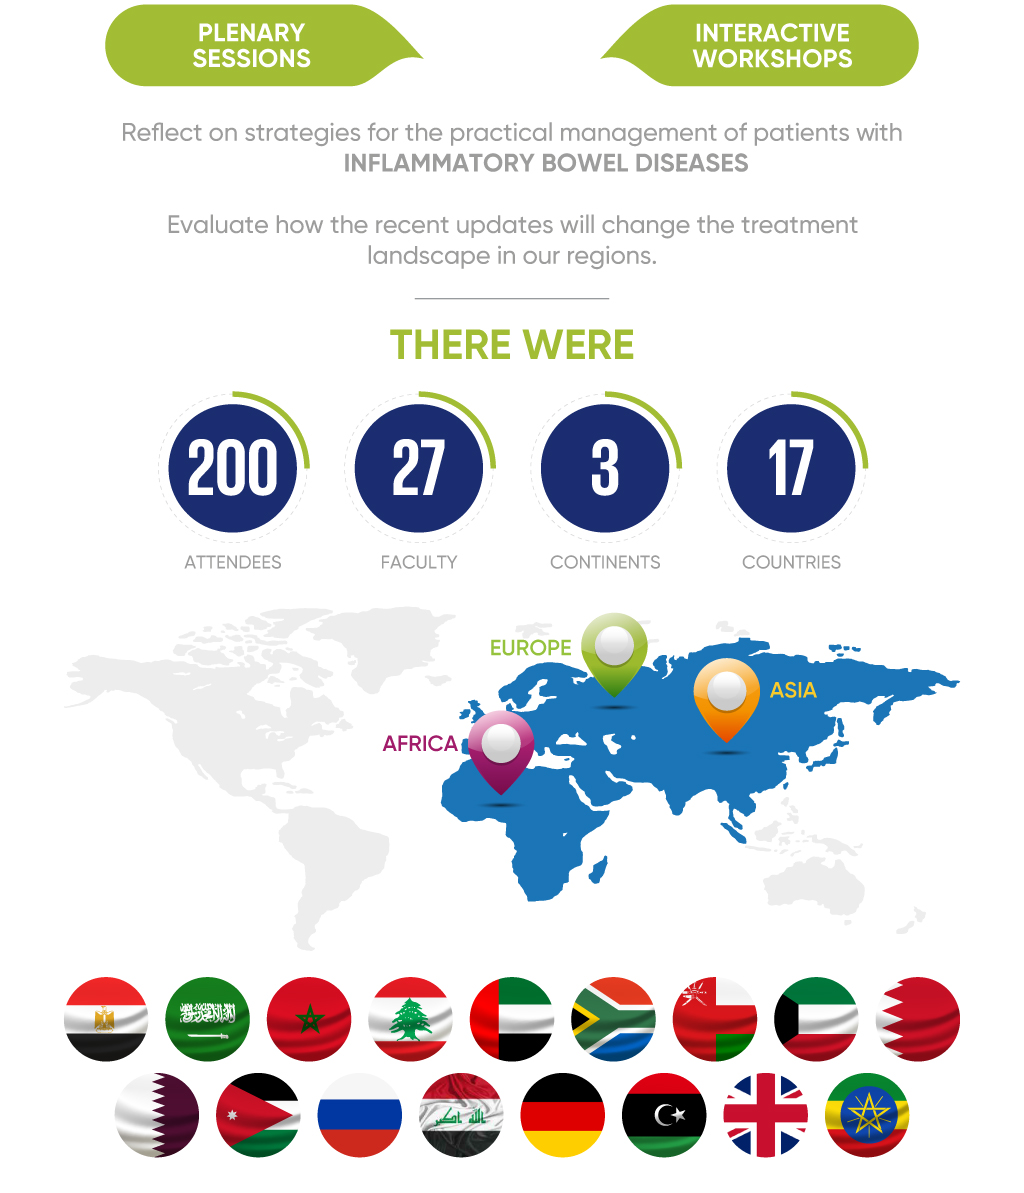 PLENARY
SESSIONS
INTERACTIVE
WORKSHOPS
Reflect on strategies for the practical management of patients with
INFLAMMATORY BOWEL DISEASES
Evaluate how the recent updates will change the treatment
landscape in our regions.
THERE WERE
200
27
3
17
ATTENDEES
FACULTY
CONTINENTS
COUNTRIES
EUROPE
ASIA
AFRICA
الله اكبر